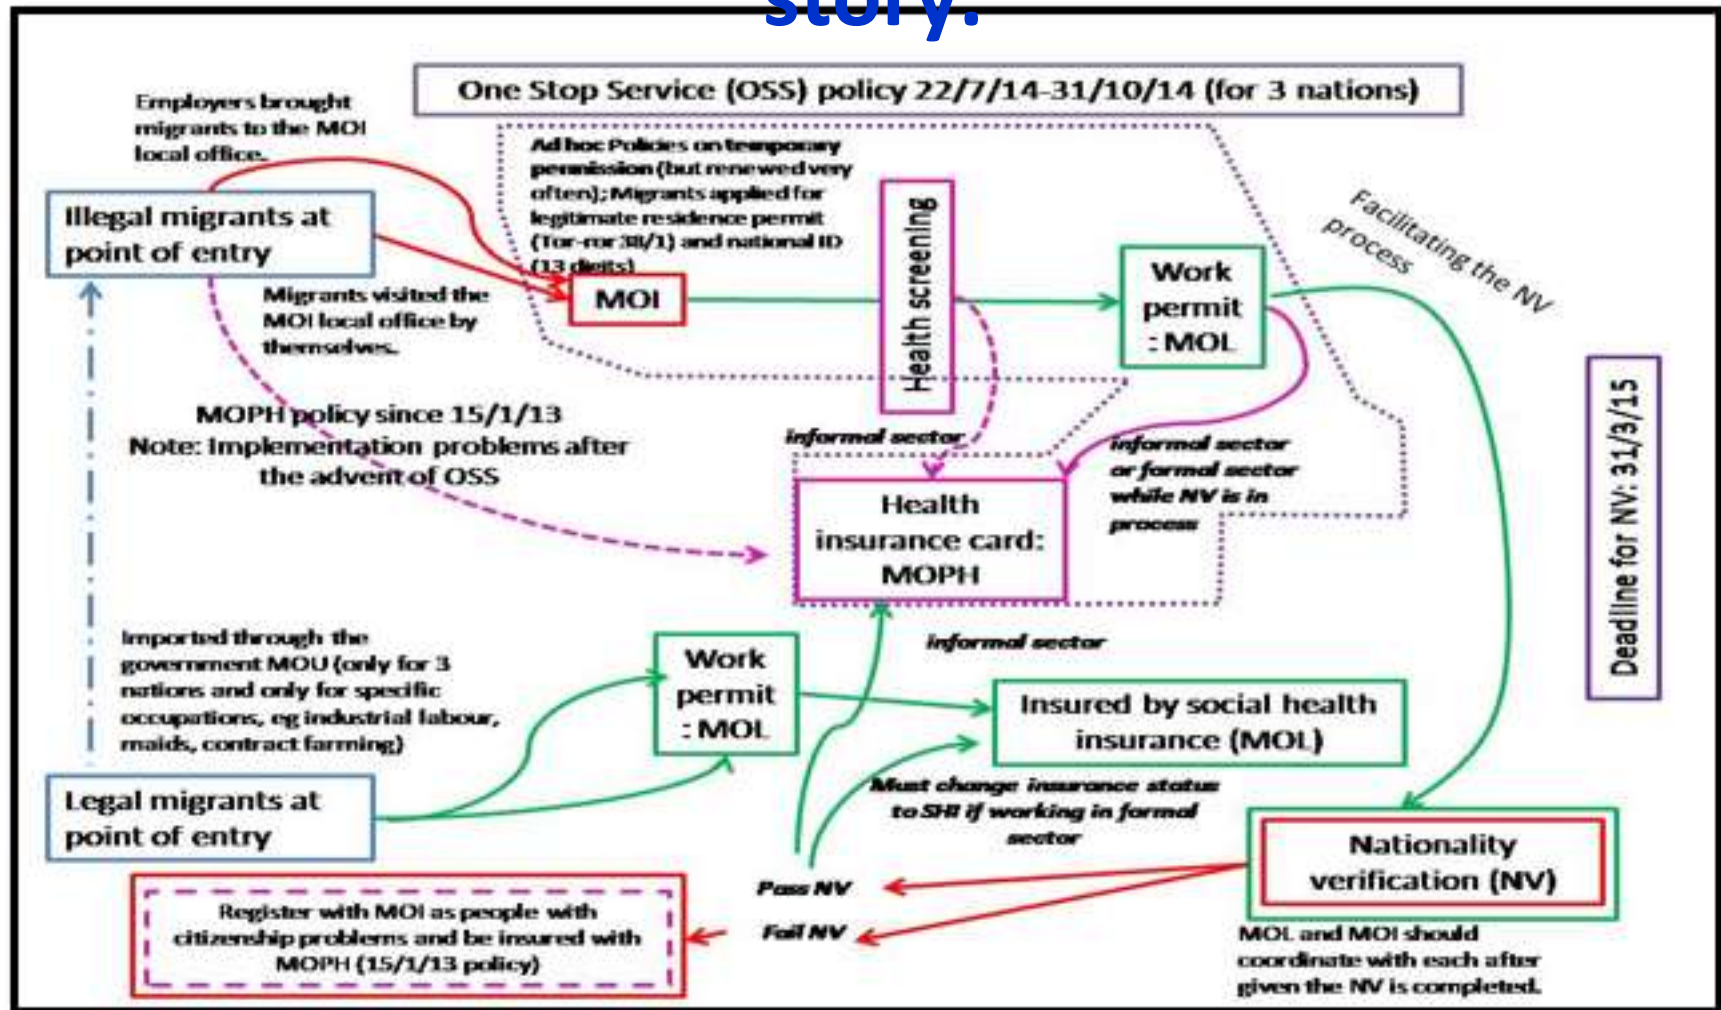 story.
One Stop Service (OSS) policy 22/7/14-31/10/14 (for 3 nations)
Employers brought
migrants to the MOI
local office.
Ad hoc Policies on temporary
permission (but renewed very
often); Migrants applied for
legitimate residence permit
(Tor-ror 38/1) and national ID
(13 digits)
Illegal migrants at
point of entry
Migrants visited the
MOI local office by
themselves.
MOI
Health screening
Work
permit
: MOL
Facilitating the NV
process
MOPH policy since 15/1/13
Note: Implementation problems after
the advent of OSS
informal sector
informal sector
or formal sector
while NV is in
process
Health
insurance card:
MOPH
Deadline for NV: 31/3/15
Imported through the
government MOU (only for 3
nations and only for specific
occupations, eg industrial labour,
maids, contract farming)
Work
permit
: MOL
informal sector
Insured by social health
insurance (MOL)
Must change insurance status
to SHI if working in formal
sector
Legal migrants at
point of entry
Nationality
verification (NV)
Pass NV
Fail NV
Register with MOI as people with
citizenship problems and be insured with
MOPH (15/1/13 policy)
MOL and MOI should
coordinate with each after
given the NV is completed.